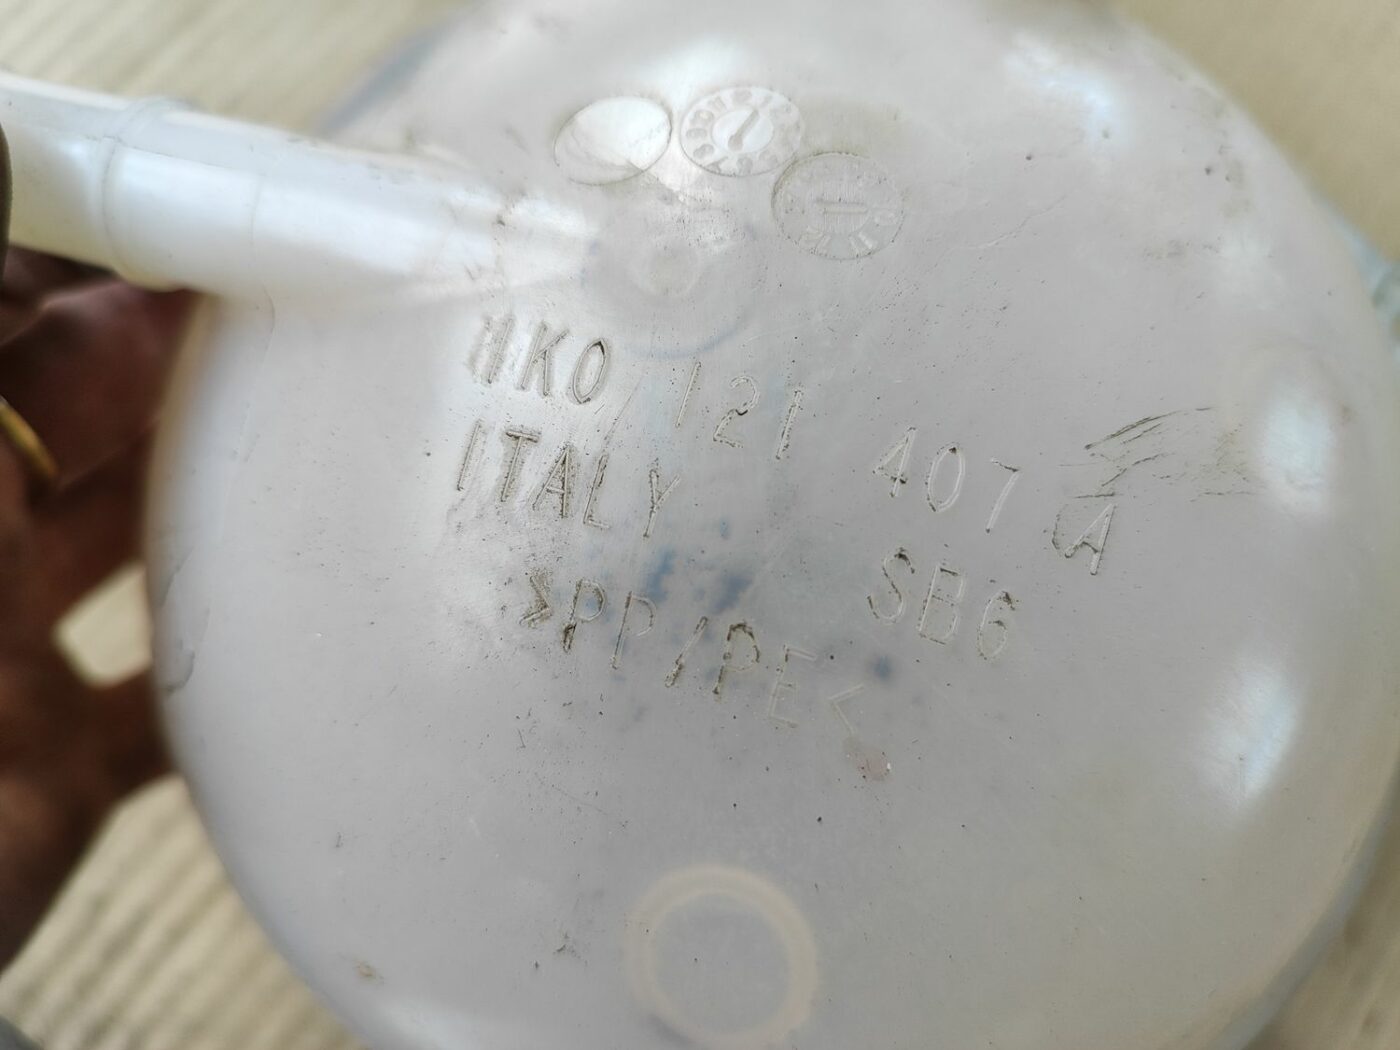 1K0 121 407 A
ITALY SB6
>PP/PE<